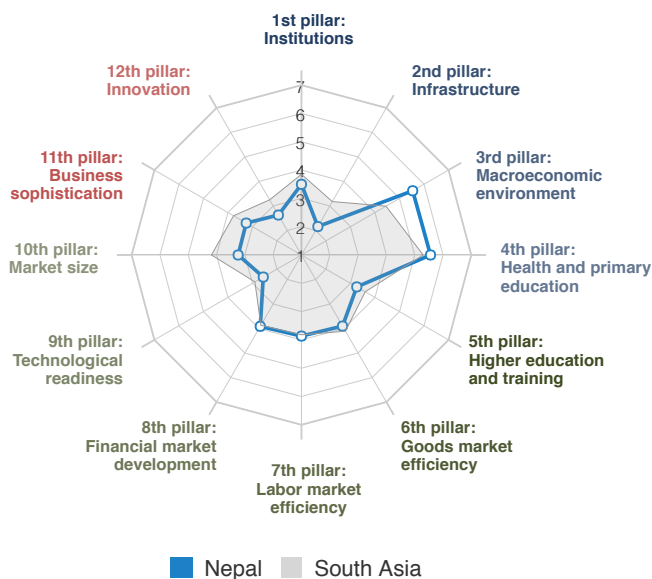 1st pillar:
Institutions
2nd pillar:
Infrastructure
3rd pillar:
Macroeconomic
environment
4th pillar:
Health and primary
education
5th pillar:
Higher education
and training
6th pillar:
Goods market
efficiency
7th pillar:
Labor market
efficiency
8th pillar:
Financial market
development
9th pillar:
Technological
readiness
10th pillar:
Market size
11th pillar:
Business
sophistication
12th pillar:
Innovation
7
6
5
4
3
2
1
Nepal South Asia